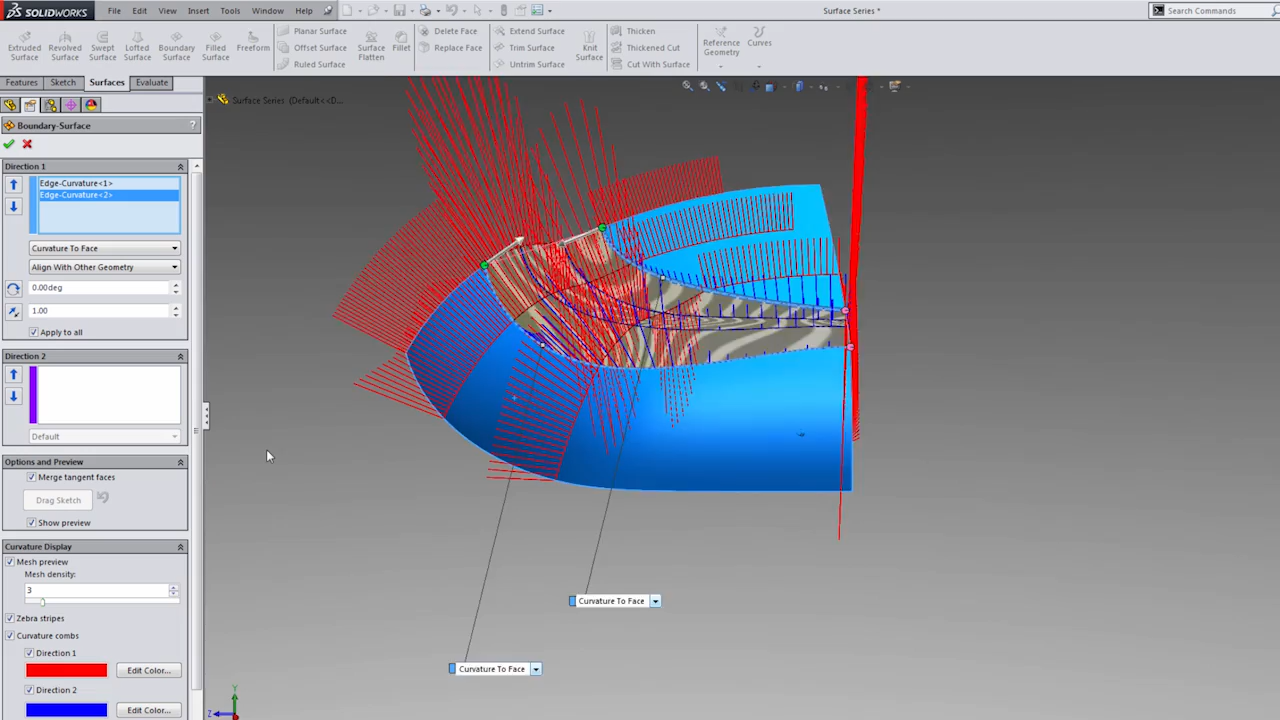 SOLIDWORKS File Edit View Insert Tools Window Help Surface Series * Search Commands
Extruded Surface
Revolved Surface
Swept Surface
Lofted Surface
Boundary Surface
Filled Surface
Freeform
Planar Surface
Offset Surface
Ruled Surface
Surface Flatten
Fillet
Delete Face
Replace Face
Extend Surface
Trim Surface
Untrim Surface
Knit Surface
Thicken
Thickened Cut
Cut With Surface
Reference Geometry
Curves
Features Sketch Surfaces Evaluate
Surface Series (Default<<D...
Boundary-Surface ?
Direction 1
Edge-Curvature<1>
Edge-Curvature<2>
Curvature To Face
Align With Other Geometry
0.00deg
1.00
Apply to all
Direction 2
Default
Options and Preview
Merge tangent faces
Drag Sketch
Show preview
Curvature Display
Mesh preview
Mesh density:
3
Zebra stripes
Curvature combs
Direction 1
Edit Color...
Direction 2
Edit Color...
Curvature To Face
Curvature To Face
Y
Z